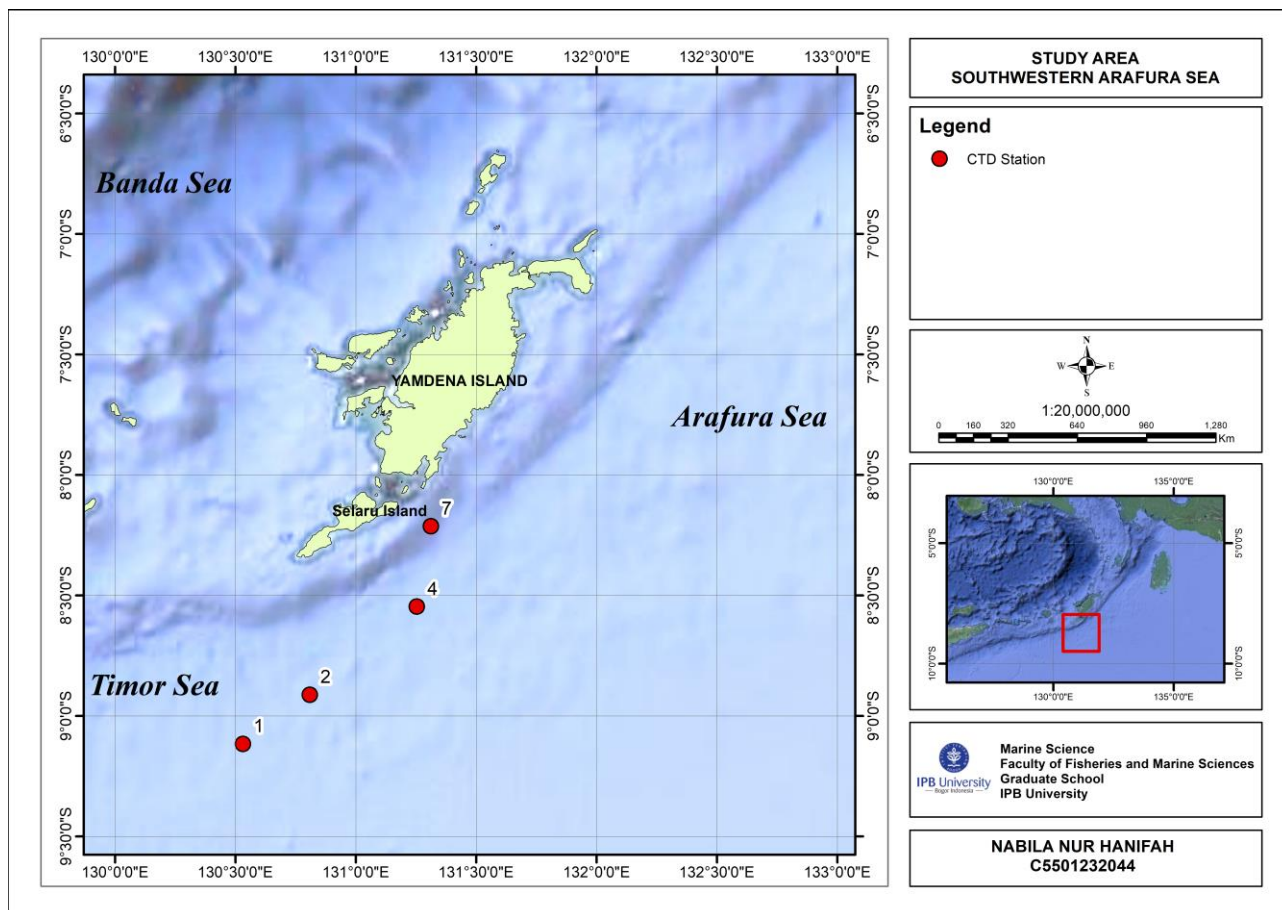 130°0'0"E 130°30'0"E 131°0'0"E 131°30'0"E 132°0'0"E 132°30'0"E 133°0'0"E
6°30'0"S 6°30'0"S
Banda Sea
7°0'0"S 7°0'0"S
7°30'0"S 7°30'0"S
YAMDENA ISLAND
Arafura Sea
8°0'0"S 8°0'0"S
Selaru Island
7
4
8°30'0"S 8°30'0"S
Timor Sea
2
9°0'0"S 9°0'0"S
1
9°30'0"S 9°30'0"S
130°0'0"E 130°30'0"E 131°0'0"E 131°30'0"E 132°0'0"E 132°30'0"E 133°0'0"E
STUDY AREA
SOUTHWESTERN ARAFURA SEA
Legend
CTD Station
N
W E
S
1:20,000,000
0 160 320 640 960 1,280
Km
130°0'0"E 135°0'0"E
5°0'0"S 5°0'0"S
10°0'0"S 10°0'0"S
130°0'0"E 135°0'0"E
IPB University
Bogor Indonesia
Marine Science
Faculty of Fisheries and Marine Sciences
Graduate School
IPB University
NABILA NUR HANIFAH
C5501232044